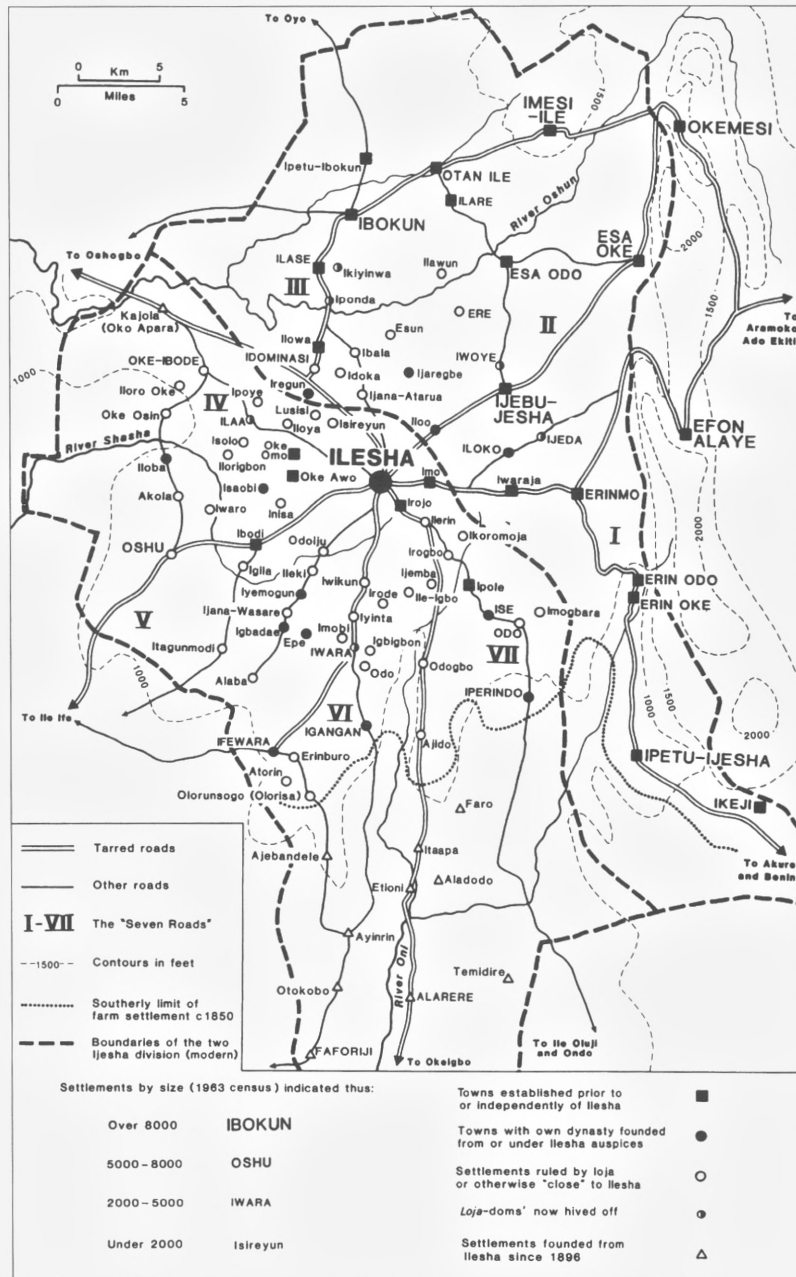 To Oyo
Km
0 5
Miles
0 5
1500
IMESI
-ILE
OKEMESI
Ipetu-Ibokun
OTAN ILE
ILARE
River Oshun
IBOKUN
2000
ESA
OKE
To Oshogbo
ILASE
Ikiyinwa
Ilawun
ESA ODO
III
Iponda
1500
Kajola
(Oko Apara)
ERE
II
To
Aramoko
Ado Ekiti
Esun
Ilowa
OKE-IBODE
IDOMINASI
Ibala
IWOYE
1000
Idoka
Ijaregbe
Iloro Oke
IV
Ipoye
Iregun
Ijana-Atarua
IJEBU-
JESHA
Oke Osin
Lusisi
ILAA
Iloya
Isireyun
Iloo
EFON
ALAYE
River Shasha
Isolo
Oke
Omo
ILOKO
IJEDA
Ilorigbon
ILESHA
Iloba
Oke Awo
Imo
Iwaraja
Isaobi
ERINMO
Akola
Iwaro
Inisa
Irojo
2000
Ilerin
I
Ibodi
Odoiju
Irogbo
Ikoromoja
OSHU
Igila
Ileki
Iwikun
Ijemba
Ipole
ERIN ODO
Iyemogun
Irode
Ile-Igbo
ERIN OKE
Ijana-Wasare
Iyinta
ISE
Imogbara
V
Igbadae
Imobi
ODO
Epe
Igbigbon
VII
Itagunmodi
IWARA
1000
Odo
Odogbo
Alaba
IPERINDO
1000
1500
To Ile Ife
VI
2000
IGANGAN
IFEWARA
Ajido
IPETU-IJESHA
Erinburo
Atorin
IKEJI
Olorunsogo (Olorisa)
Faro
Itaapa
Ajebandele
To Akure
and Benin
Aladodo
Etioni
Ayinrin
River Oni
Temidire
Otokobo
ALARERE
To Ile Oluji
and Ondo
FAFORIJI
To Okeigbo
Tarred roads
Other roads
I-VII The "Seven Roads"
1500 Contours in feet
Southerly limit of
farm settlement c1850
Boundaries of the two
Ijesha division (modern)
Settlements by size (1963 census) indicated thus:
Over 8000 IBOKUN
5000-8000 OSHU
2000-5000 IWARA
Under 2000 Isireyun
Towns established prior to
or independently of Ilesha
Towns with own dynasty founded
from or under Ilesha auspices
Settlements ruled by loja
or otherwise "close" to Ilesha
Loja-doms' now hived off
Settlements founded from
Ilesha since 1896